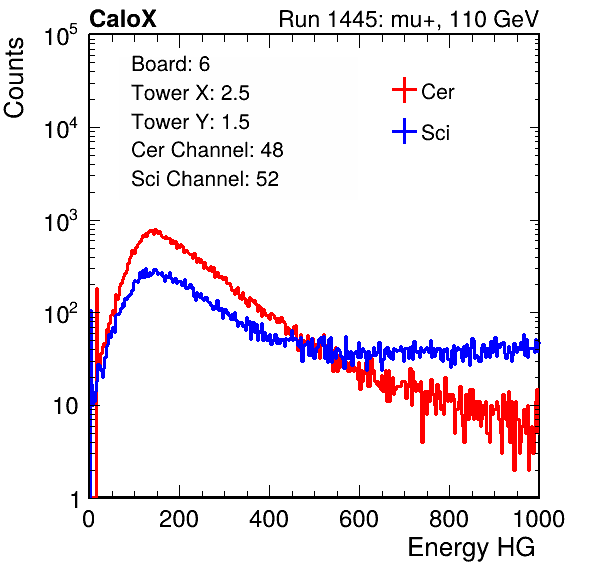 CaloX Run 1445: mu+, 110 GeV
Counts
10^5
10^4
10^3
10^2
10
1
Board: 6
Tower X: 2.5
Tower Y: 1.5
Cer Channel: 48
Sci Channel: 52
Cer
Sci
0 200 400 600 800 1000
Energy HG